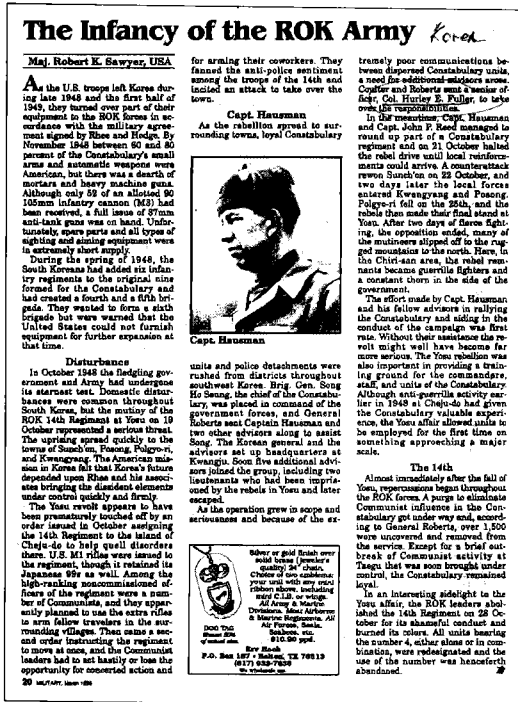 The Infancy of the ROK Army
Korea
Maj. Robert K. Sawyer, USA
As the U.S. troops left Korea dur-
ing late 1948 and the first half of
1949, they turned over part of their
equipment to the ROK forces in ac-
cordance with the military agree-
ment signed by Rhee and Hodge. By
November 1948 between 60 and 80
percent of the Constabulary's small
arms and automatic weapons were
American, but there was a dearth of
mortars and heavy machine guns.
Although only 52 of an allotted 90
105mm infantry cannon (M3) had
been received, a full issue of 37mm
anti-tank guns was on hand. Unfor-
tunately, spare parts and all types of
sighting and aiming equipment were
in extremely short supply.
During the spring of 1948, the
South Koreans had added six infan-
try regiments to the original nine
formed for the Constabulary and
had created a fourth and a fifth bri-
gade. They wanted to form a sixth
brigade but were warned that the
United States could not furnish
equipment for further expansion at
that time.
Disturbance
In October 1948 the fledgling gov-
ernment and Army had undergone
its starnest test. Domestic distur-
bances were common throughout
South Korea, but the mutiny of the
ROK 14th Regiment at Yosu on 19
October represented a serious threat.
The uprising spread quickly to the
towns of Sunch'on, Posong, Polgyo-ri,
and Kwangyang. The American mis-
sion in Korea felt that Korea's future
depended upon Rhee and his associ-
ates bringing the dissident elements
under control quickly and firmly.
The Yosu revolt appears to have
been prematurely touched off by an
order issued in October assigning
the 14th Regiment to the island of
Cheju-do to help quell disorders
there. U.S. M1 rifles were issued to
the regiment, though it retained its
Japanese 99s as well. Among the
high-ranking noncommissioned of-
ficers of the regiment were a num-
ber of Communists, and they appar-
ently planned to use the extra rifles
to arm fellow travelers in the sur-
rounding villages. Then came a sec-
ond order instructing the regiment
to move at once, and the Communist
leaders had to act hastily or lose the
opportunity for concerted action and
20 MILITARY, March
for arming their coworkers. They
fanned the anti-police sentiment
among the troops of the 14th and
incited an attack to take over the
town.
Capt. Hausman
As the rebellion spread to sur-
rounding towns, loyal Constabulary
Capt. Hausman
units and police detachments were
rushed from districts throughout
southwest Korea. Brig. Gen. Song
Ho Seung, the chief of the Constabu-
lary, was placed in command of the
government forces, and General
Roberts sent Captain Hausman and
two other advisors along to assist
Song. The Korean general and the
advisors set up headquarters at
Kwangju. Soon five additional advi-
sors joined the group, including two
lieutenants who had been impris-
oned by the rebels in Yosu and later
escaped.
As the operation grew in scope and
seriousness and because of the ex-
Silver or gold finish over
solid brass (jeweler's
quality) 24" chain.
Choice of two emblems:
your unit with any mini
ribbon above. including
mini C.I.B. or wings.
All Army & Marine
Divisions. Most Airborne
& Marine Regiments. All
Air Forces, Seals,
Seabees, etc.
$10.90 ppd.
DOG TAG
Erv Hach
P.O. Box 187 • Belton, TX 76513
(817) 933-7838
We wholesale too
tremely poor communications be-
tween dispersed Constabulary units,
a need for additional advisors arose.
Coulter and Roberts sent a senior of-
ficer, Col. Hurley E. Fuller, to take
over the responsibilities.
In the meantime, Capt. Hausman
and Capt. John P. Reed managed to
round up part of a Constabulary
regiment and on 21 October halted
the rebel drive until local reinforce-
ments could arrive. A counterattack
rewon Sunch'on on 22 October, and
two days later the local forces
entered Kwangyang and Posong.
Polgyo-ri fell on the 25th, and the
rebels then made their final stand at
Yosu. After two days of fierce fight-
ing, the opposition ended, many of
the mutineers slipped off to the rug-
ged mountains to the north. Here, in
the Chiri-san area, the rebel rem-
nants became guerrilla fighters and
a constant thorn in the side of the
government.
The effort made by Capt. Hausman
and his fellow advisors in rallying
the Constabulary and aiding in the
conduct of the campaign was first
rate. Without their assistance the re-
volt might well have become far
more serious. The Yosu rebellion was
also important in providing a train-
ing ground for the commanders,
staff, and units of the Constabulary.
Although anti-guerrilla activity ear-
lier in 1948 at Cheju-do had given
the Constabulary valuable experi-
ence, the Yosu affair allowed units to
be employed for the first time on
something approaching a major
scale.
The 14th
Almost immediately after the fall of
Yosu, repercussions began throughout
the ROK forces. A purge to eliminate
Communist influence in the Con-
stabulary got under way and, accord-
ing to General Roberts, over 1,500
were uncovered and removed from
the service. Except for a brief out-
break of Communist activity at
Taegu that was soon brought under
control, the Constabulary remained
loyal.
In an interesting sidelight to the
Yosu affair, the ROK leaders abol-
ished the 14th Regiment on 28 Oc-
tober for its shameful conduct and
burned its colors. All units bearing
the number 4, either alone or in com-
bination, were redesignated and the
use of the number was henceforth
abandoned.